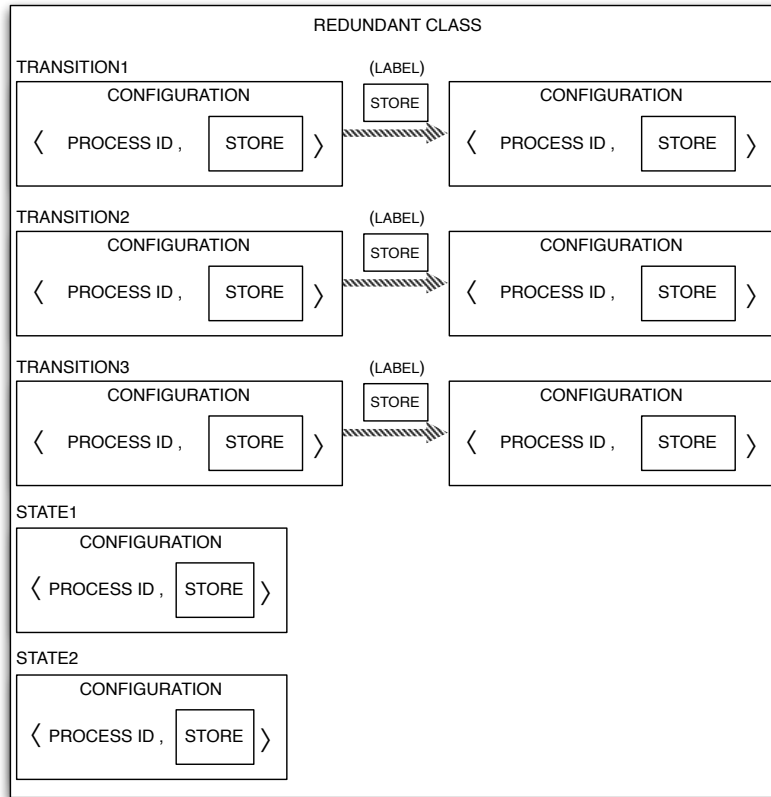 REDUNDANT CLASS
TRANSITION1
(LABEL)
CONFIGURATION
STORE
CONFIGURATION
〈 PROCESS ID , STORE 〉
〈 PROCESS ID , STORE 〉
TRANSITION2
(LABEL)
CONFIGURATION
STORE
CONFIGURATION
〈 PROCESS ID , STORE 〉
〈 PROCESS ID , STORE 〉
TRANSITION3
(LABEL)
CONFIGURATION
STORE
CONFIGURATION
〈 PROCESS ID , STORE 〉
〈 PROCESS ID , STORE 〉
STATE1
CONFIGURATION
〈 PROCESS ID , STORE 〉
STATE2
CONFIGURATION
〈 PROCESS ID , STORE 〉